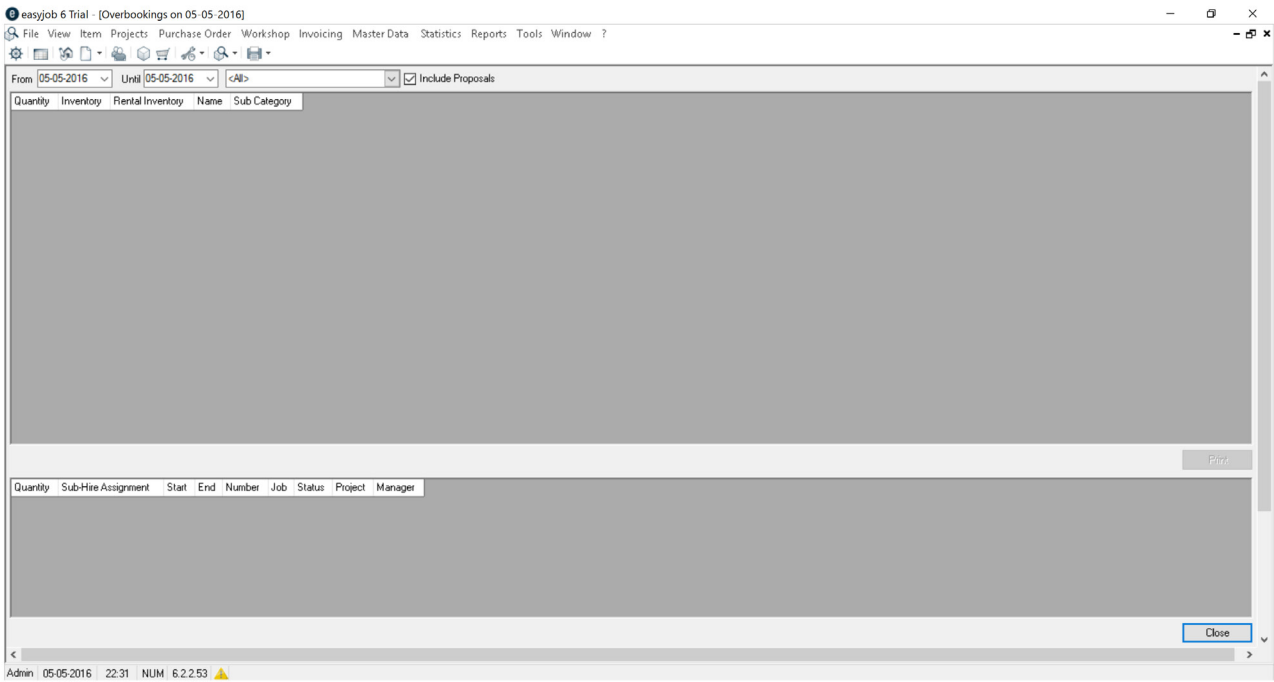 easyjob 6 Trial - [Overbookings on 05-05-2016]
File View Item Projects Purchase Order Workshop Invoicing Master Data Statistics Reports Tools Window ?
From 05-05-2016 Until 05-05-2016 <All> Include Proposals
Quantity Inventory Rental Inventory Name Sub Category
Print
Quantity Sub-Hire Assignment Start End Number Job Status Project Manager
Close
Admin 05-05-2016 22:31 NUM 6.2.2.53